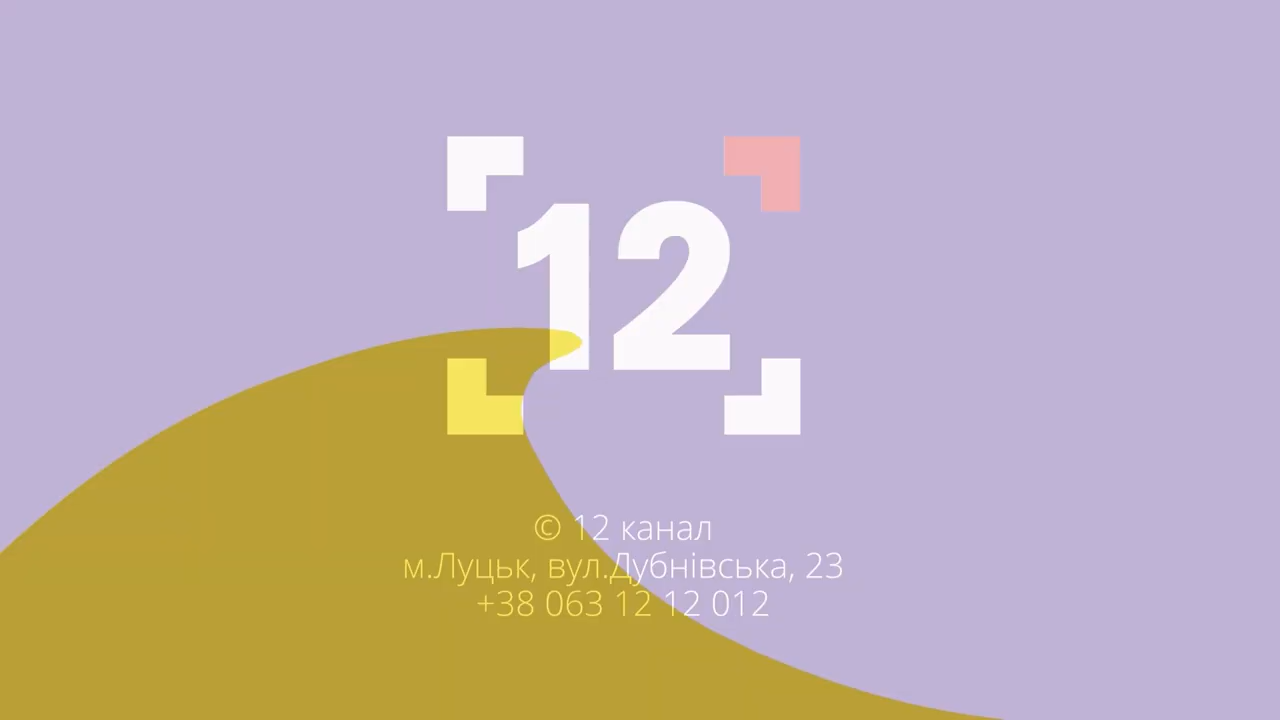 12
© 12 канал
м.Луцьк, вул.Дубнівська, 23
+38 063 12 12 012